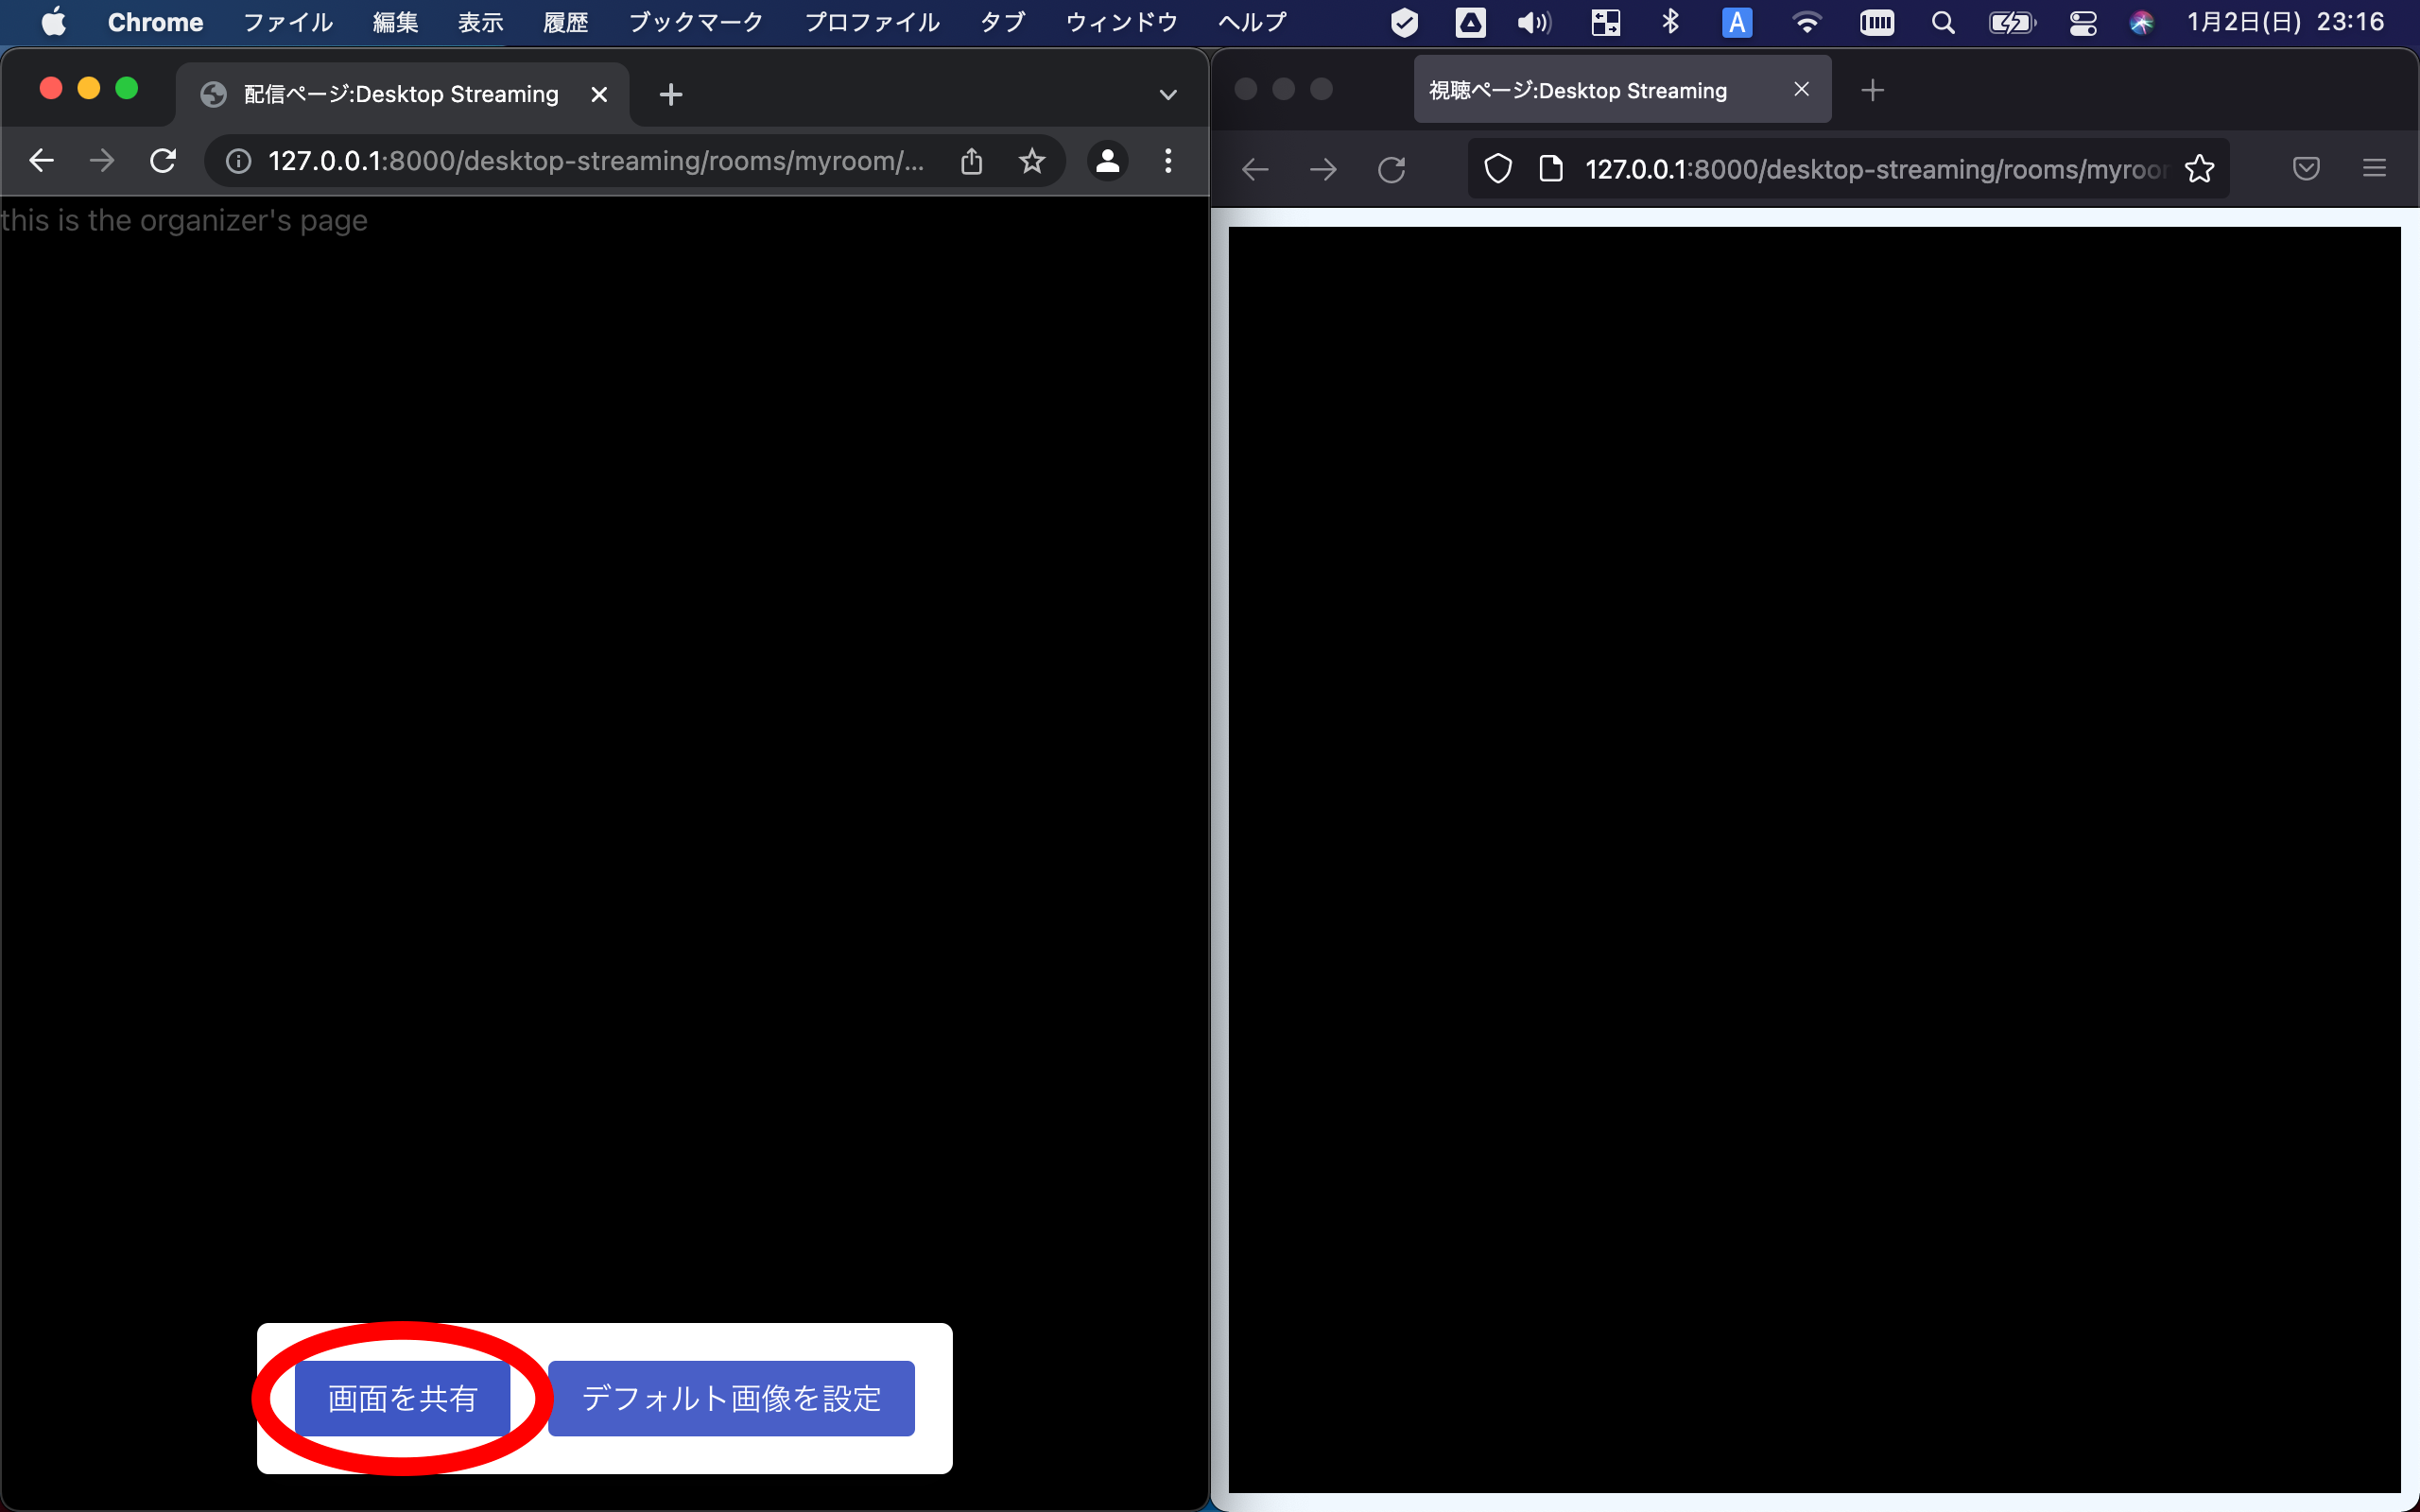 Chrome ファイル 編集 表示 履歴 ブックマーク プロファイル タブ ウィンドウ ヘルプ A 1月2日(日) 23:16
配信ページ:Desktop Streaming
127.0.0.1:8000/desktop-streaming/rooms/myroom/...
this is the organizer's page
画面を共有 デフォルト画像を設定
視聴ページ:Desktop Streaming
127.0.0.1:8000/desktop-streaming/rooms/myroor